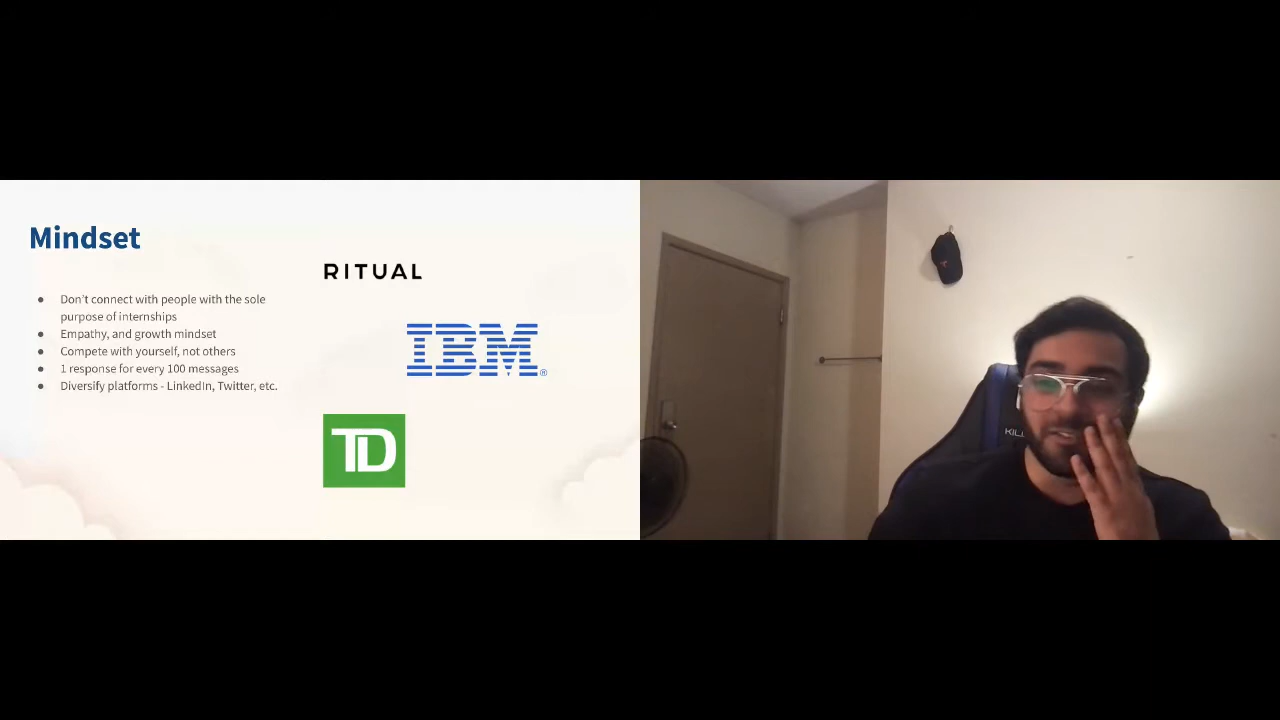 Mindset
RITUAL
● Don't connect with people with the sole
purpose of internships
● Empathy, and growth mindset
● Compete with yourself, not others
● 1 response for every 100 messages
● Diversify platforms - LinkedIn, Twitter, etc.
IBM®
TD